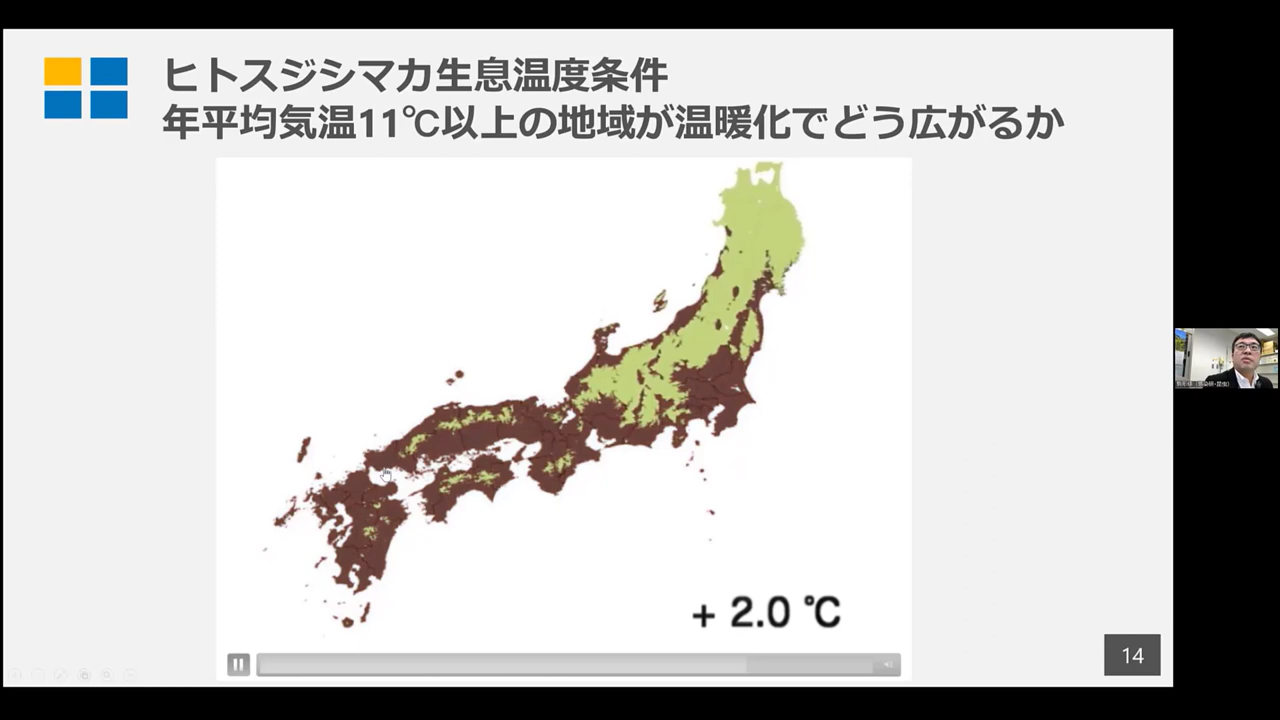 ヒトスジシマカ生息温度条件
年平均気温11℃以上の地域が温暖化でどう広がるか
+ 2.0 ℃
14